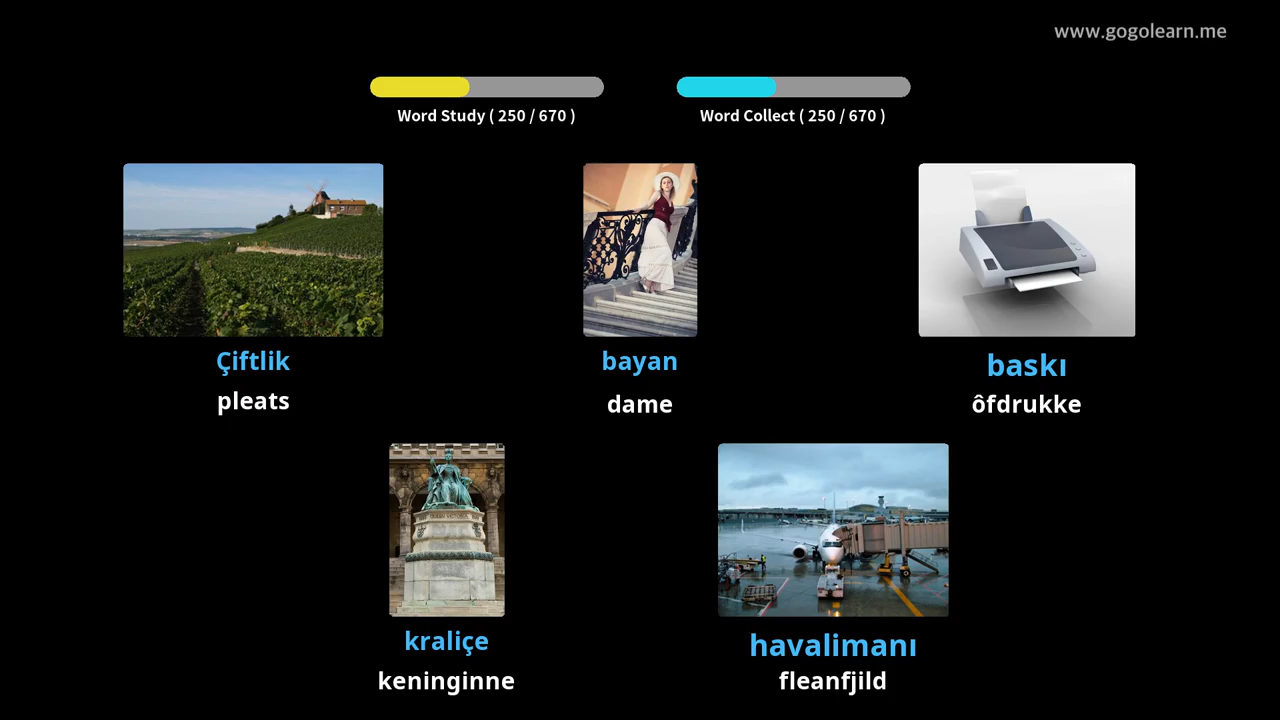 www.gogolearn.me
Word Study ( 250 / 670 )
Word Collect ( 250 / 670 )
Çiftlik
pleats
bayan
dame
baskı
ôfdrukke
kraliçe
keninginne
havalimanı
fleanfjild